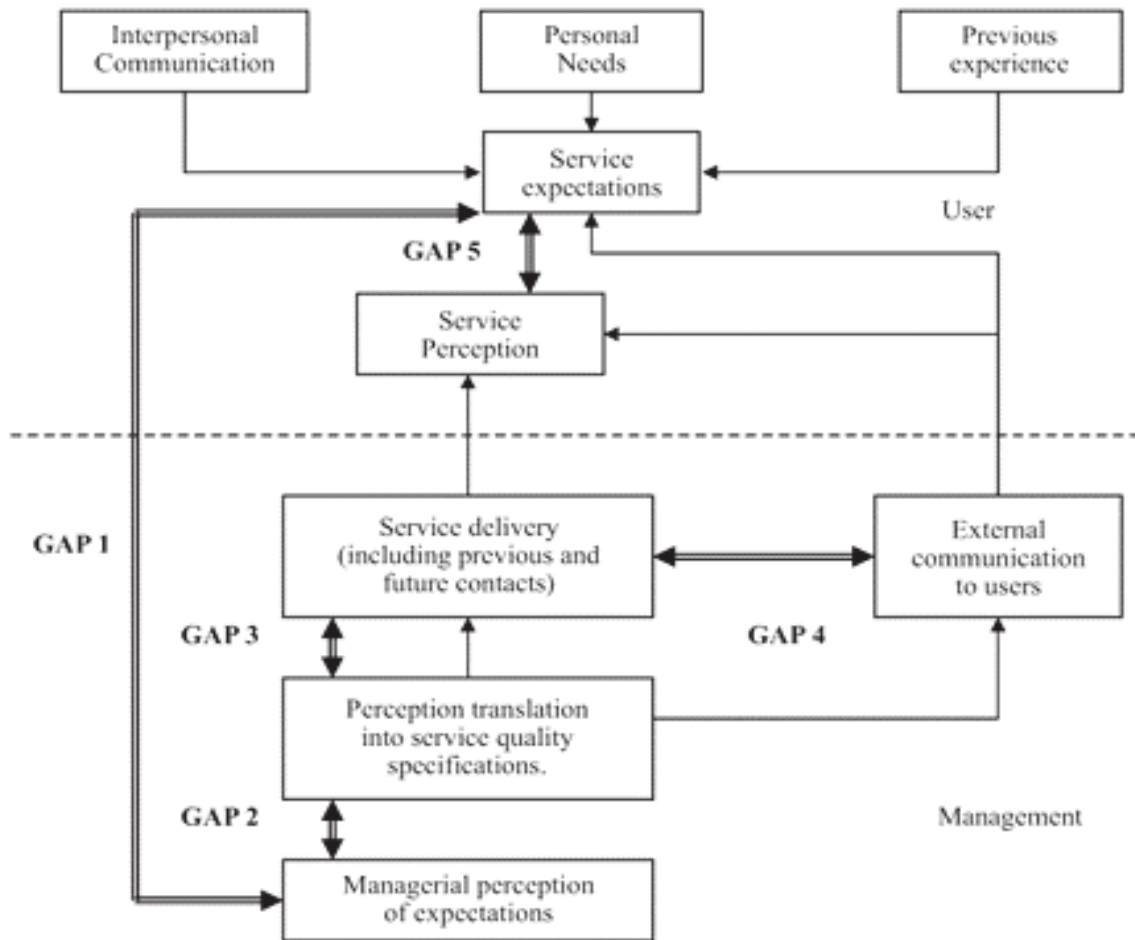 Interpersonal
Communication
Personal
Needs
Previous
experience
Service
expectations
User
GAP 5
Service
Perception
GAP 1
Service delivery
(including previous and
future contacts)
External
communication
to users
GAP 3
GAP 4
Perception translation
into service quality
specifications.
GAP 2
Management
Managerial perception
of expectations